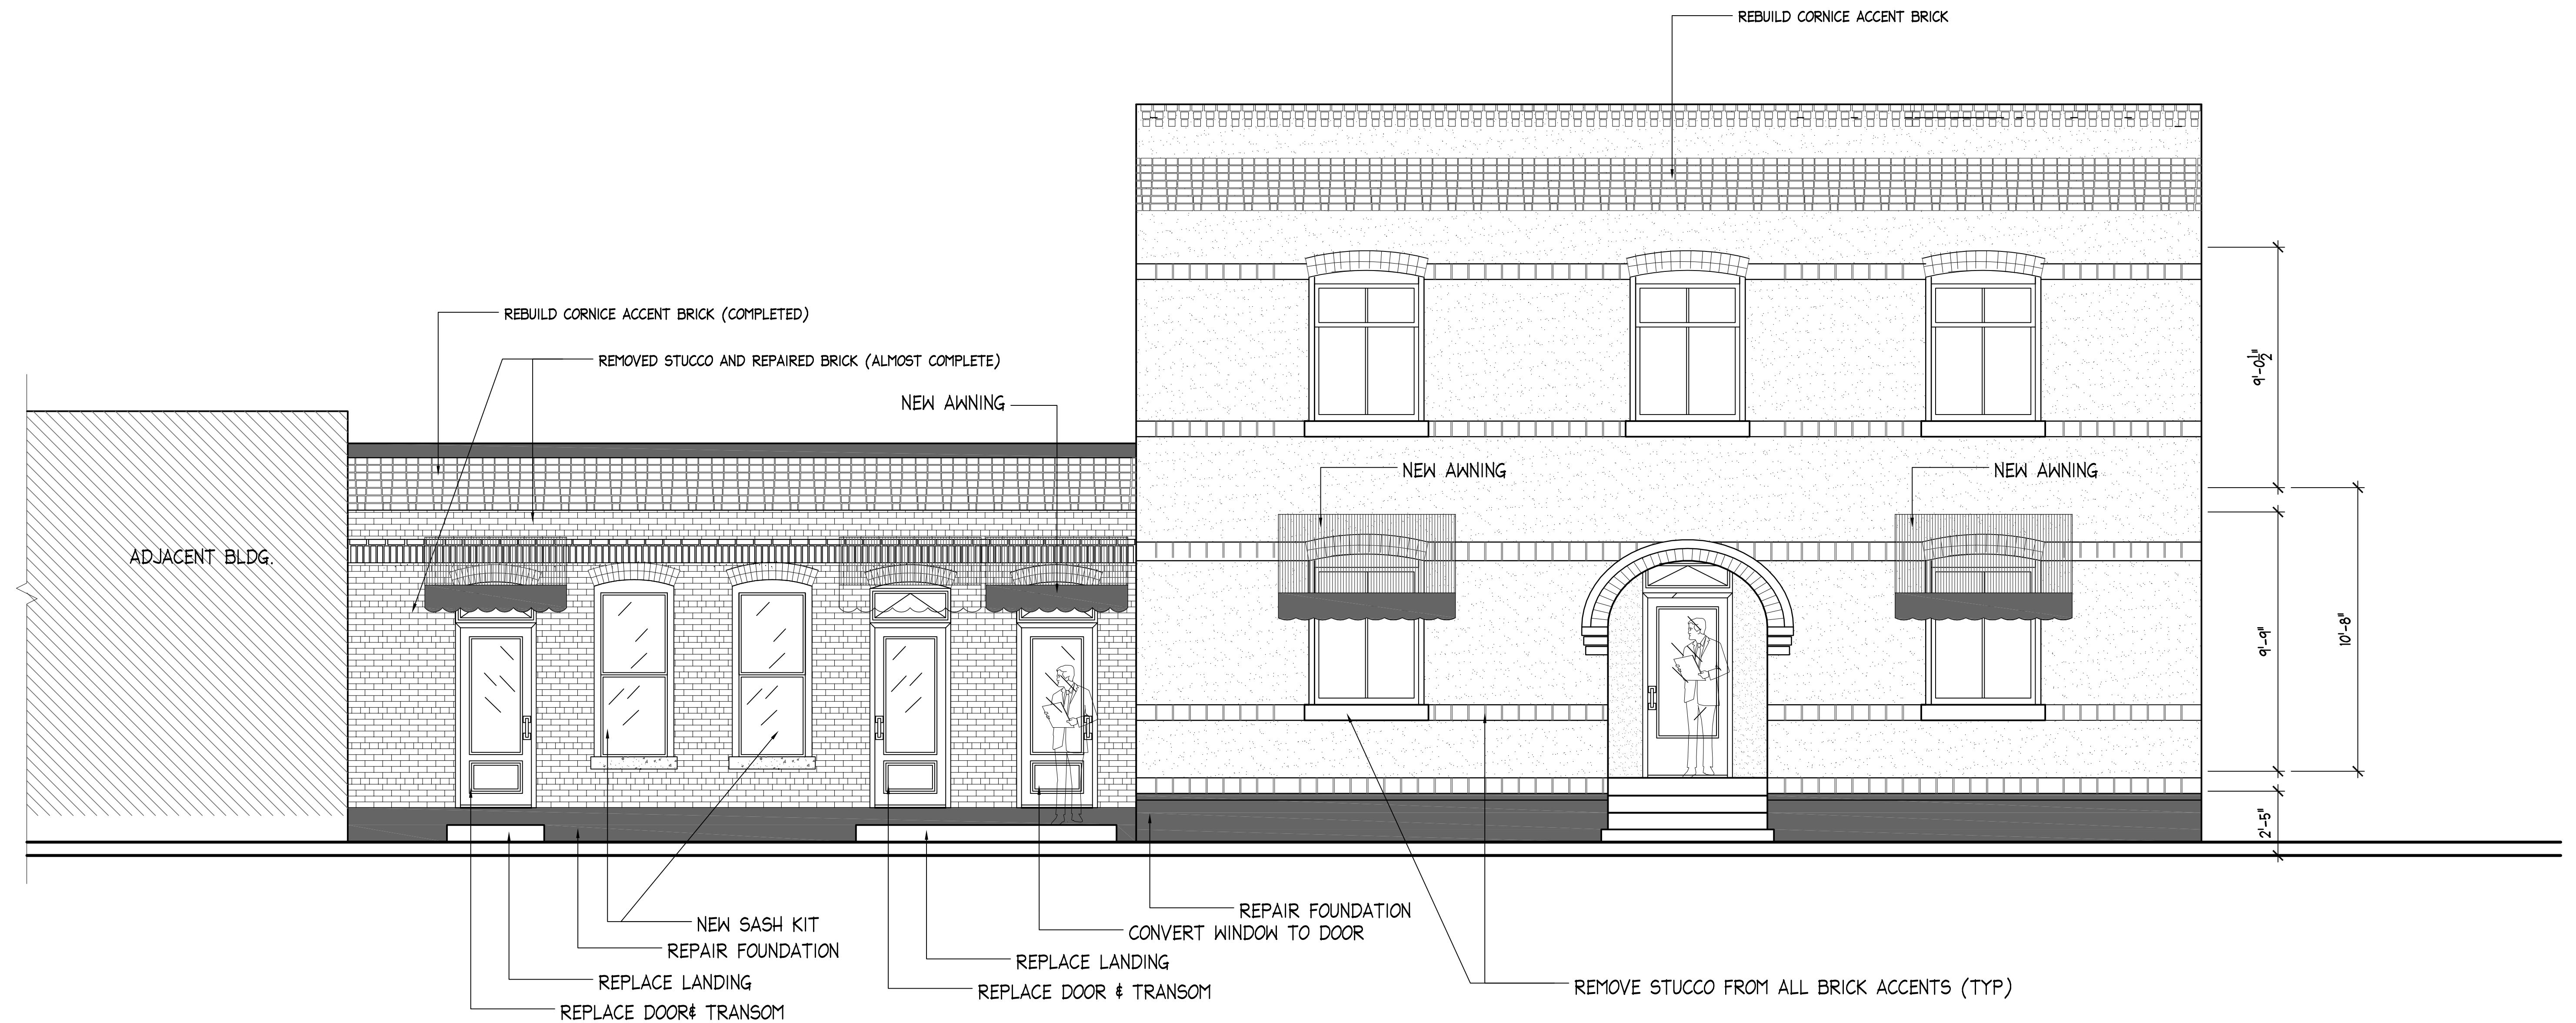 REBUILD CORNICE ACCENT BRICK
REBUILD CORNICE ACCENT BRICK (COMPLETED)
REMOVED STUCCO AND REPAIRED BRICK (ALMOST COMPLETE)
NEW AWNING
NEW AWNING
NEW AWNING
ADJACENT BLDG.
9'-0½"
9'-9"
10'-8"
2'-5"
NEW SASH KIT
REPAIR FOUNDATION
REPLACE LANDING
REPLACE DOOR& TRANSOM
REPAIR FOUNDATION
CONVERT WINDOW TO DOOR
REPLACE LANDING
REPLACE DOOR & TRANSOM
REMOVE STUCCO FROM ALL BRICK ACCENTS (TYP)